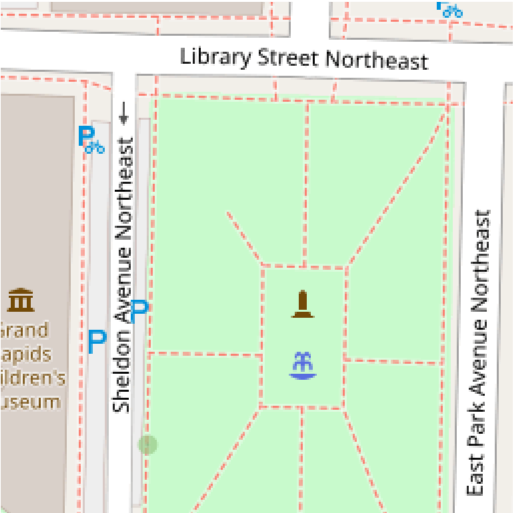 P
Library Street Northeast
P
Sheldon Avenue Northeast
P
P
East Park Avenue Northeast
Grand
apids
ildren's
useum